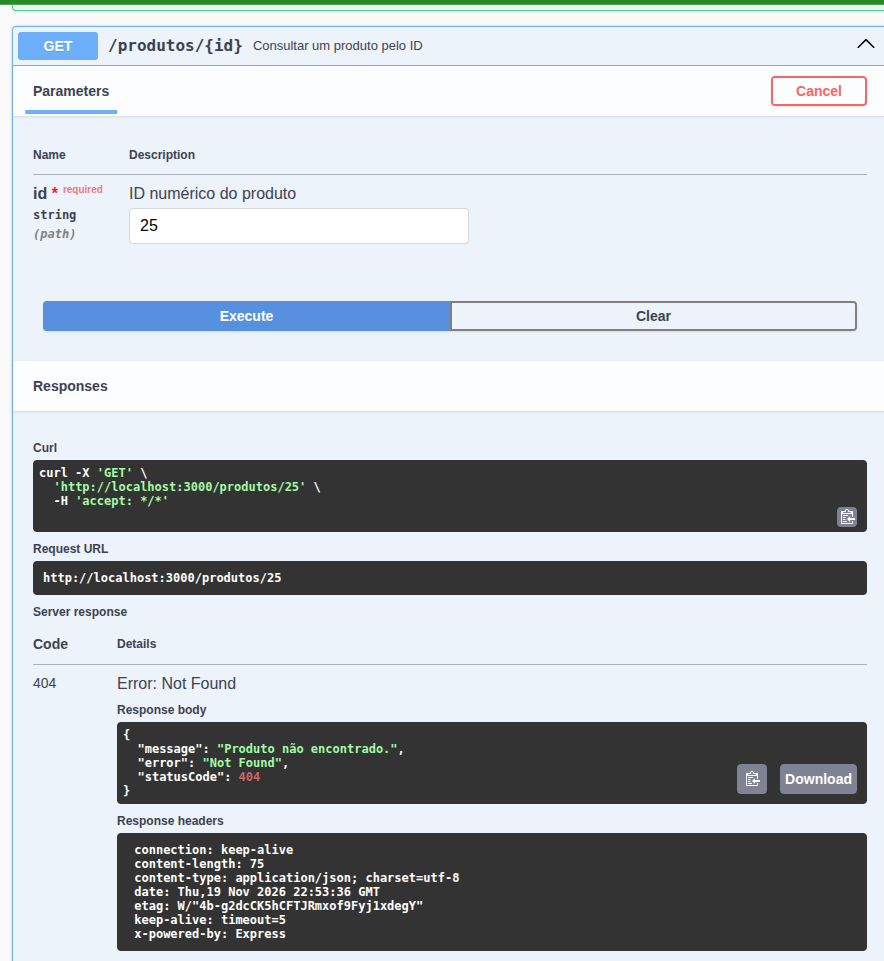 GET /produtos/{id} Consultar um produto pelo ID
Parameters
Cancel
Name Description
id * required ID numérico do produto
string
(path)
25
Execute Clear
Responses
Curl
curl -X 'GET' \
'http://localhost:3000/produtos/25' \
-H 'accept: */*'
Request URL
http://localhost:3000/produtos/25
Server response
Code Details
404 Error: Not Found
Response body
{
"message": "Produto não encontrado.",
"error": "Not Found",
"statusCode": 404
}
Download
Response headers
connection: keep-alive
content-length: 75
content-type: application/json; charset=utf-8
date: Thu,19 Nov 2026 22:53:36 GMT
etag: W/"4b-g2dcCK5hCFTJRmxof9Fyj1xdegY"
keep-alive: timeout=5
x-powered-by: Express